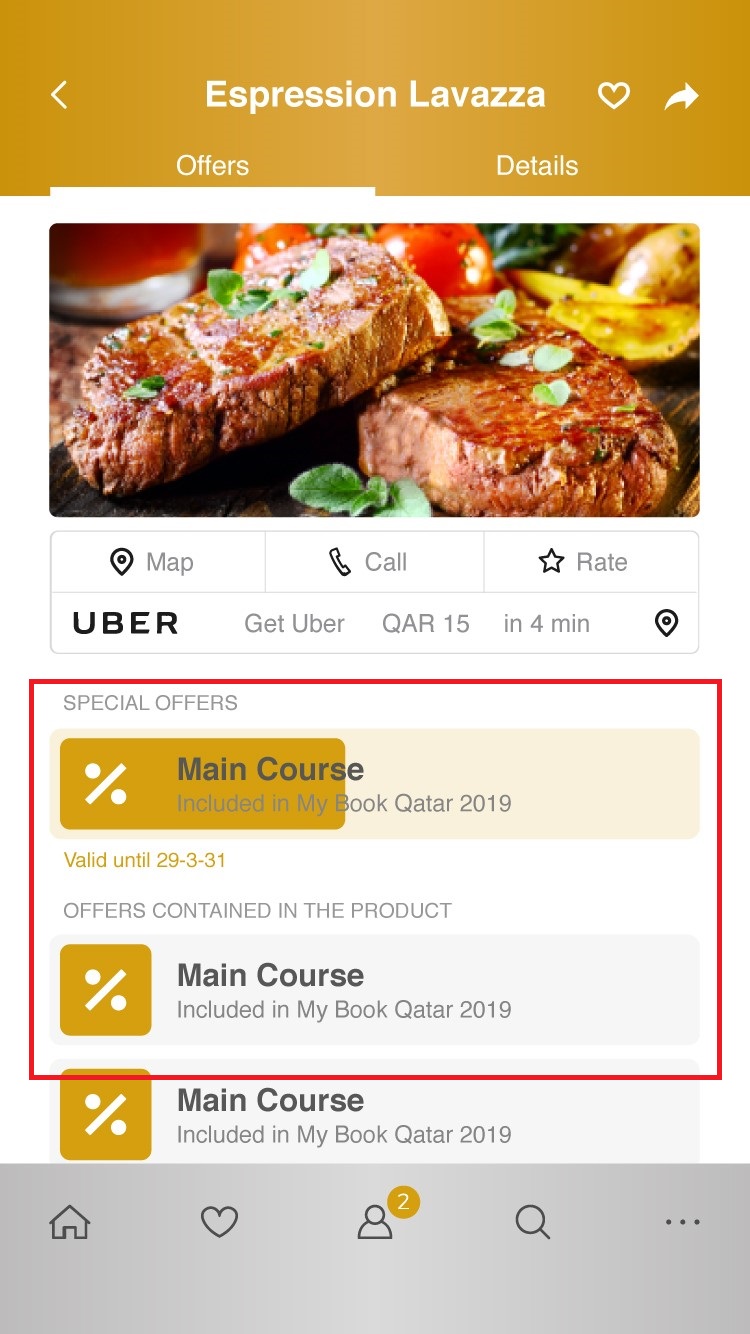 Espression Lavazza
Offers Details
Map Call Rate
UBER Get Uber QAR 15 in 4 min
SPECIAL OFFERS
Main Course
Included in My Book Qatar 2019
Valid until 29-3-31
OFFERS CONTAINED IN THE PRODUCT
Main Course
Included in My Book Qatar 2019
Main Course
Included in My Book Qatar 2019
2